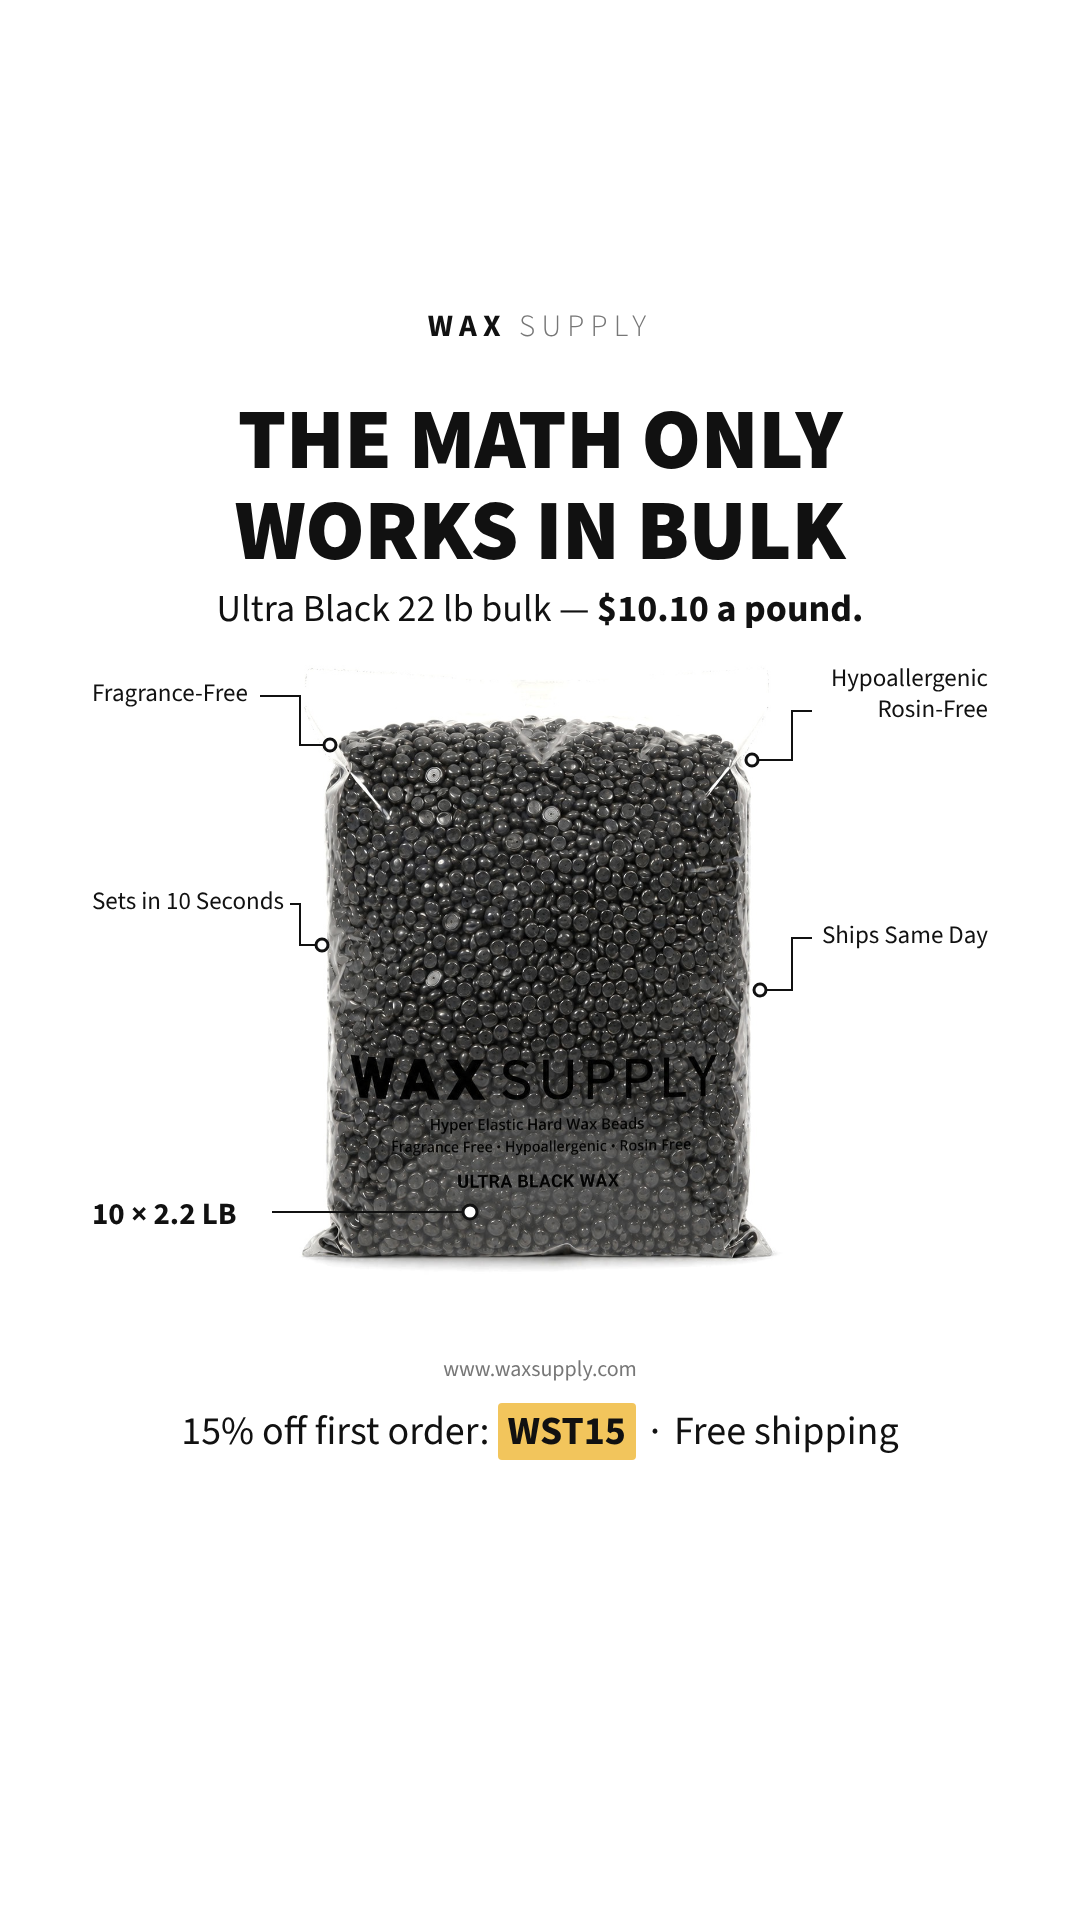 WAX SUPPLY
THE MATH ONLY
WORKS IN BULK
Ultra Black 22 lb bulk — $10.10 a pound.
Fragrance-Free
Hypoallergenic
Rosin-Free
Sets in 10 Seconds
Ships Same Day
WAX SUPPLY
Hyper Elastic Hard Wax Beads
Fragrance Free · Hypoallergenic · Rosin Free
ULTRA BLACK WAX
10 × 2.2 LB
www.waxsupply.com
15% off first order: WST15 · Free shipping